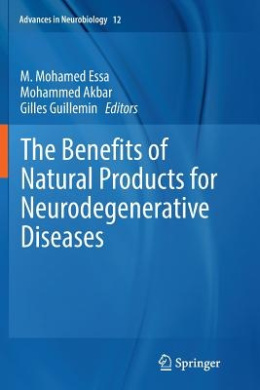 Advances in Neurobiology 12
M. Mohamed Essa
Mohammed Akbar
Gilles Guillemin Editors
The Benefits of
Natural Products for
Neurodegenerative
Diseases
Springer